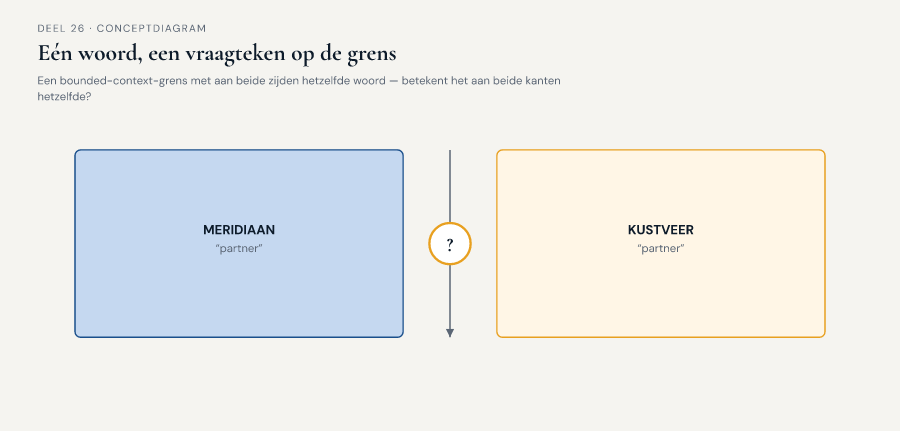 DEEL 26 · CONCEPTDIAGRAM
Eén woord, een vraagteken op de grens
Een bounded-context-grens met aan beide zijden hetzelfde woord — betekent het aan beide kanten
hetzelfde?
MERIDIAAN
"partner"
?
KUSTVEER
"partner"